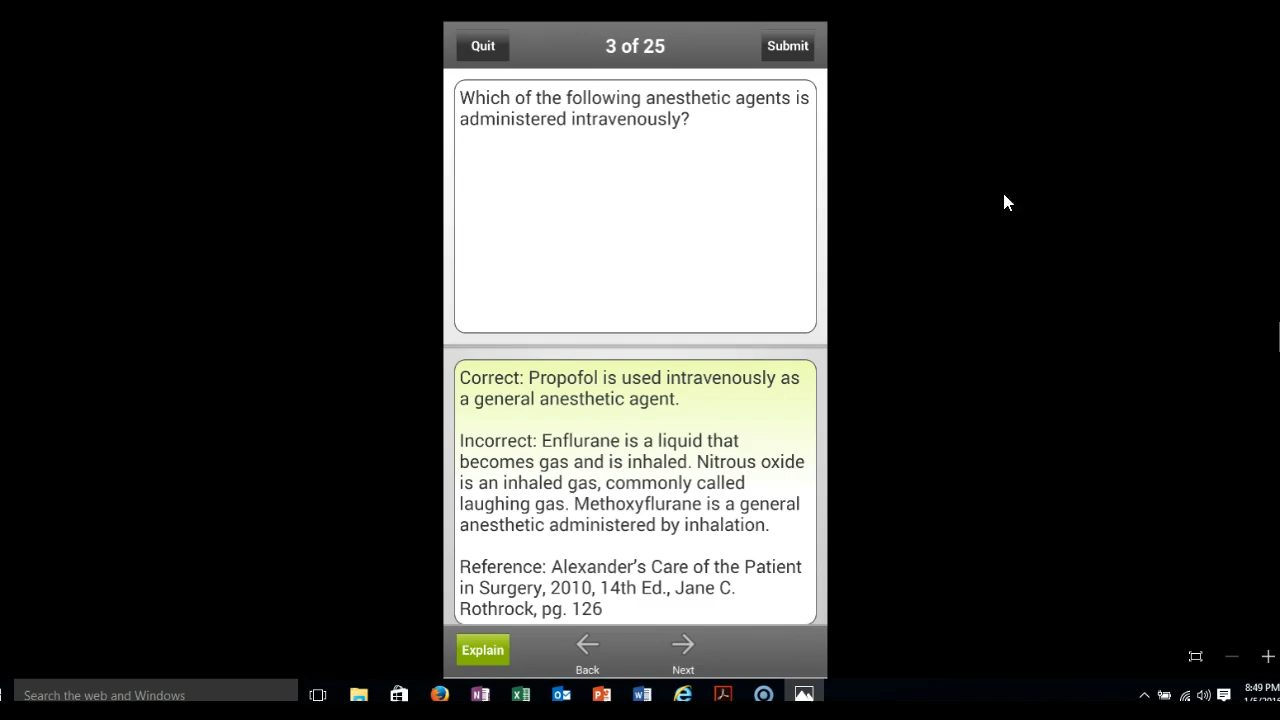 Quit
3 of 25
Submit
Which of the following anesthetic agents is
administered intravenously?
Correct: Propofol is used intravenously as
a general anesthetic agent.
Incorrect: Enflurane is a liquid that
becomes gas and is inhaled. Nitrous oxide
is an inhaled gas, commonly called
laughing gas. Methoxyflurane is a general
anesthetic administered by inhalation.
Reference: Alexander's Care of the Patient
in Surgery, 2010, 14th Ed., Jane C.
Rothrock, pg. 126
Explain
Back
Next
Search the web and Windows
8:49 PM